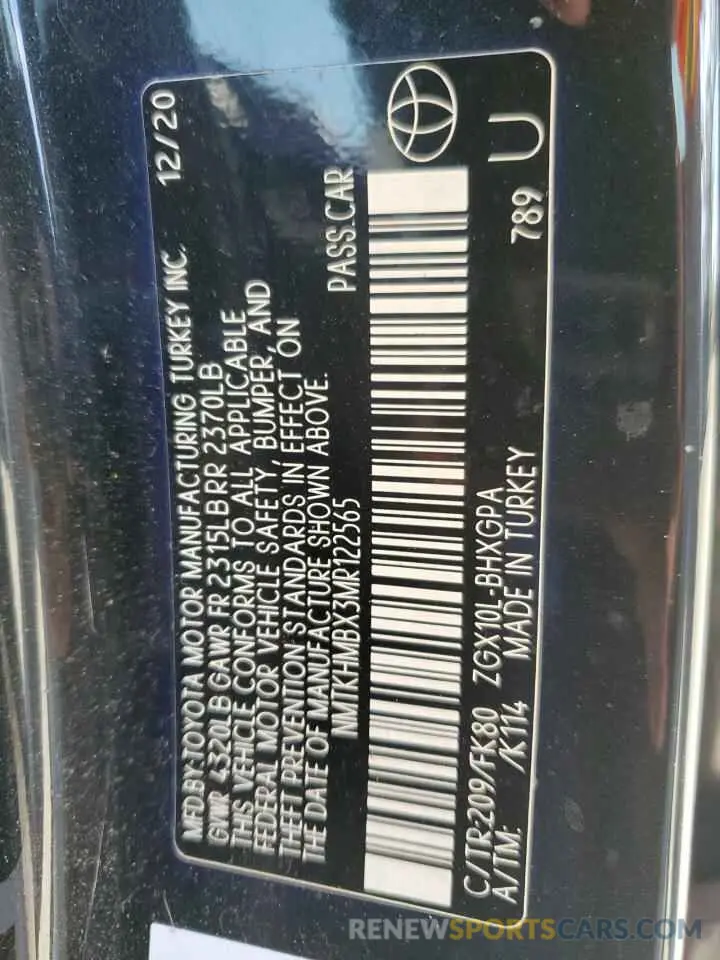 MFD.BY:TOYOTA MOTOR MANUFACTURING TURKEY INC. 12/20
GVWR 4320LB GAWR FR 2315LB RR 2370LB
THIS VEHICLE CONFORMS TO ALL APPLICABLE
FEDERAL MOTOR VEHICLE SAFETY, BUMPER, AND
THEFT PREVENTION STANDARDS IN EFFECT ON
THE DATE OF MANUFACTURE SHOWN ABOVE.
NMTKHMBX3MR122565 PASS.CAR
C/TR:209/FK80 ZGX10L-BHXGPA 789 U
A/TM: /K114 MADE IN TURKEY
RENEWSPORTSCARS.COM